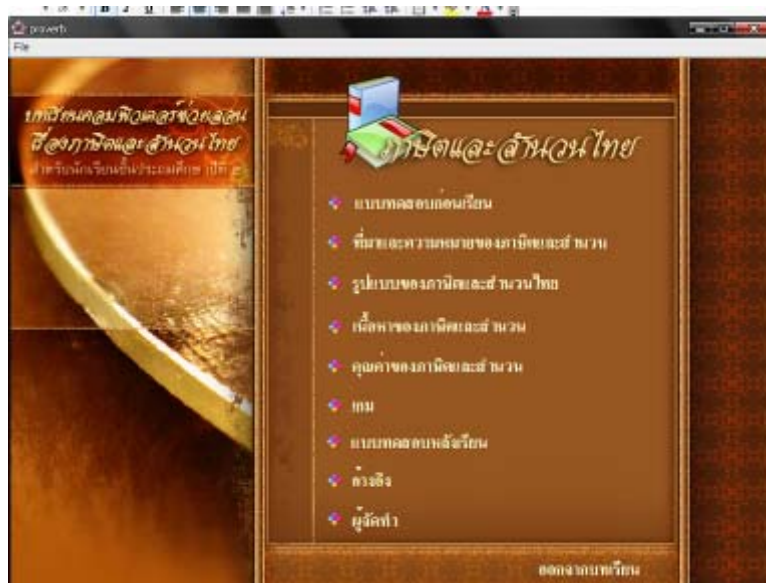 proverb
File
บทเรียนคอมพิวเตอร์ช่วยสอน
เรื่องภาษิตและสำนวนไทย
สำหรับนักเรียนชั้นประถมศึกษาปีที่
ภาษิตและสำนวนไทย
แบบทดสอบก่อนเรียน
ที่มาและความหมายของภาษิตและสำนวน
รูปแบบของภาษิตและสำนวนไทย
เนื้อหาของภาษิตและสำนวน
คุณค่าของภาษิตและสำนวน
เกม
แบบทดสอบหลังเรียน
อ้างอิง
ผู้จัดทำ
ออกจากบทเรียน